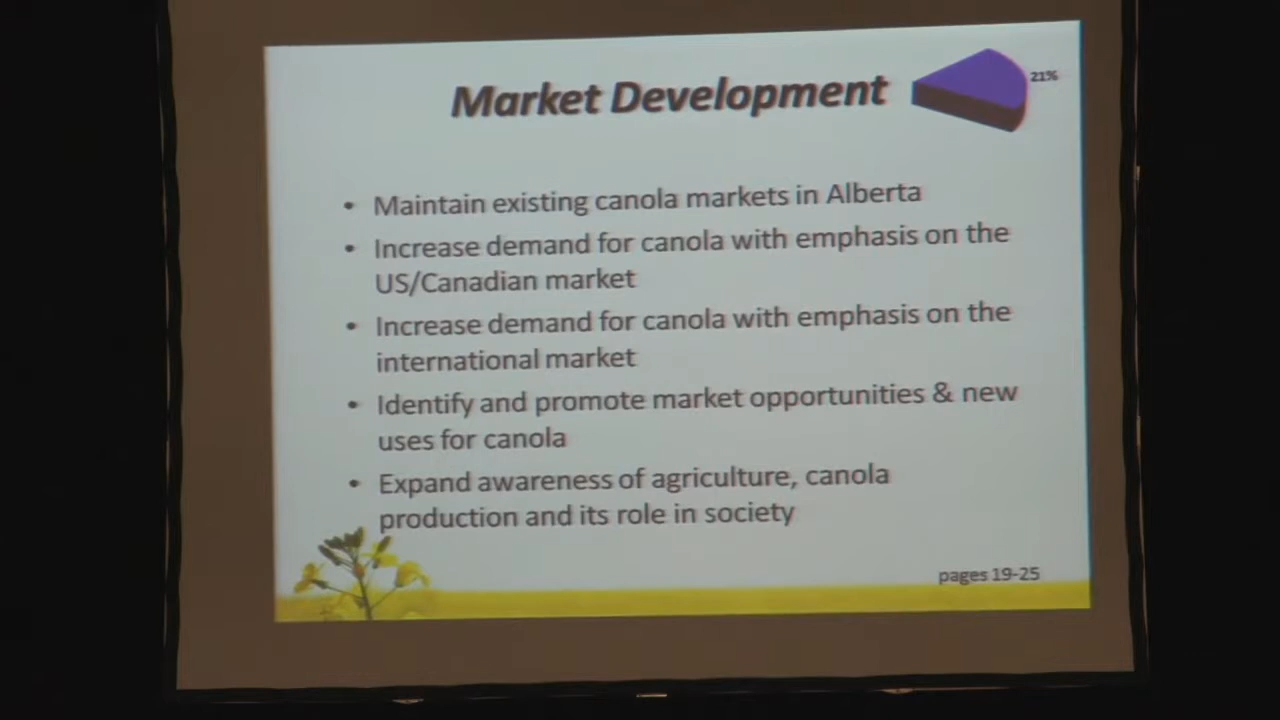 Market Development
21%
• Maintain existing canola markets in Alberta
• Increase demand for canola with emphasis on the
US/Canadian market
• Increase demand for canola with emphasis on the
international market
• Identify and promote market opportunities & new
uses for canola
• Expand awareness of agriculture, canola
production and its role in society
pages 19-25